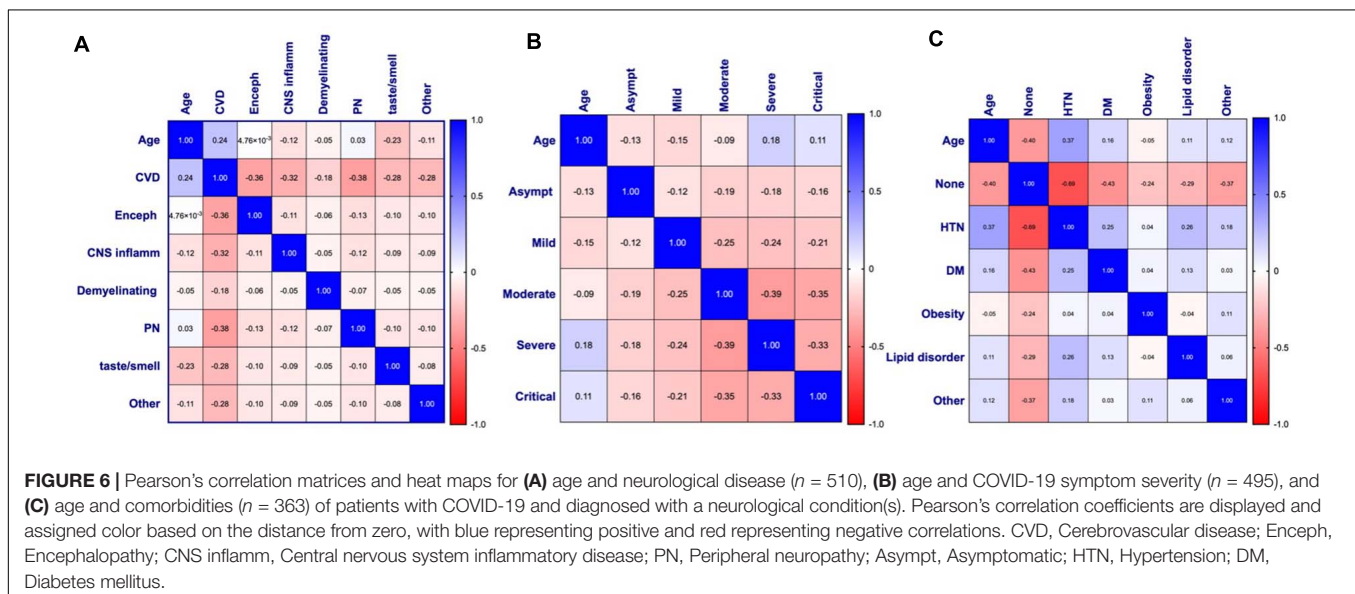 A
Age CVD Enceph CNS inflamm Demyelinating PN taste/smell Other
Age 1.00 0.24 4.76×10-3 -0.12 -0.05 0.03 -0.23 -0.11
CVD 0.24 1.00 -0.36 -0.32 -0.18 -0.38 -0.28 -0.28
Enceph 4.76×10-3 -0.36 1.00 -0.11 -0.06 -0.13 -0.10 -0.10
CNS inflamm -0.12 -0.32 -0.11 1.00 -0.05 -0.12 -0.09 -0.09
Demyelinating -0.05 -0.18 -0.06 -0.05 1.00 -0.07 -0.05 -0.05
PN 0.03 -0.38 -0.13 -0.12 -0.07 1.00 -0.10 -0.10
taste/smell -0.23 -0.28 -0.10 -0.09 -0.05 -0.10 1.00 -0.08
Other -0.11 -0.28 -0.10 -0.09 -0.05 -0.10 -0.08 1.00
1.0
0.5
0
-0.5
-1.0
B
Age Asympt Mild Moderate Severe Critical
Age 1.00 -0.13 -0.15 -0.09 0.18 0.11
Asympt -0.13 1.00 -0.12 -0.19 -0.18 -0.16
Mild -0.15 -0.12 1.00 -0.25 -0.24 -0.21
Moderate -0.09 -0.19 -0.25 1.00 -0.39 -0.35
Severe 0.18 -0.18 -0.24 -0.39 1.00 -0.33
Critical 0.11 -0.16 -0.21 -0.35 -0.33 1.00
1.0
0.5
0
-0.5
-1.0
C
Age None HTN DM Obesity Lipid disorder Other
Age 1.00 -0.40 0.37 0.16 -0.05 0.11 0.12
None -0.40 1.00 -0.69 -0.43 -0.24 -0.29 -0.37
HTN 0.37 -0.69 1.00 0.25 0.04 0.26 0.18
DM 0.16 -0.43 0.25 1.00 0.04 0.13 0.03
Obesity -0.05 -0.24 0.04 0.04 1.00 -0.04 0.11
Lipid disorder 0.11 -0.29 0.26 0.13 -0.04 1.00 0.06
Other 0.12 -0.37 0.18 0.03 0.11 0.06 1.00
1.0
0.5
0
-0.5
-1.0
FIGURE 6 | Pearson's correlation matrices and heat maps for (A) age and neurological disease (n = 510), (B) age and COVID-19 symptom severity (n = 495), and
(C) age and comorbidities (n = 363) of patients with COVID-19 and diagnosed with a neurological condition(s). Pearson's correlation coefficients are displayed and
assigned color based on the distance from zero, with blue representing positive and red representing negative correlations. CVD, Cerebrovascular disease; Enceph,
Encephalopathy; CNS inflamm, Central nervous system inflammatory disease; PN, Peripheral neuropathy; Asympt, Asymptomatic; HTN, Hypertension; DM,
Diabetes mellitus.